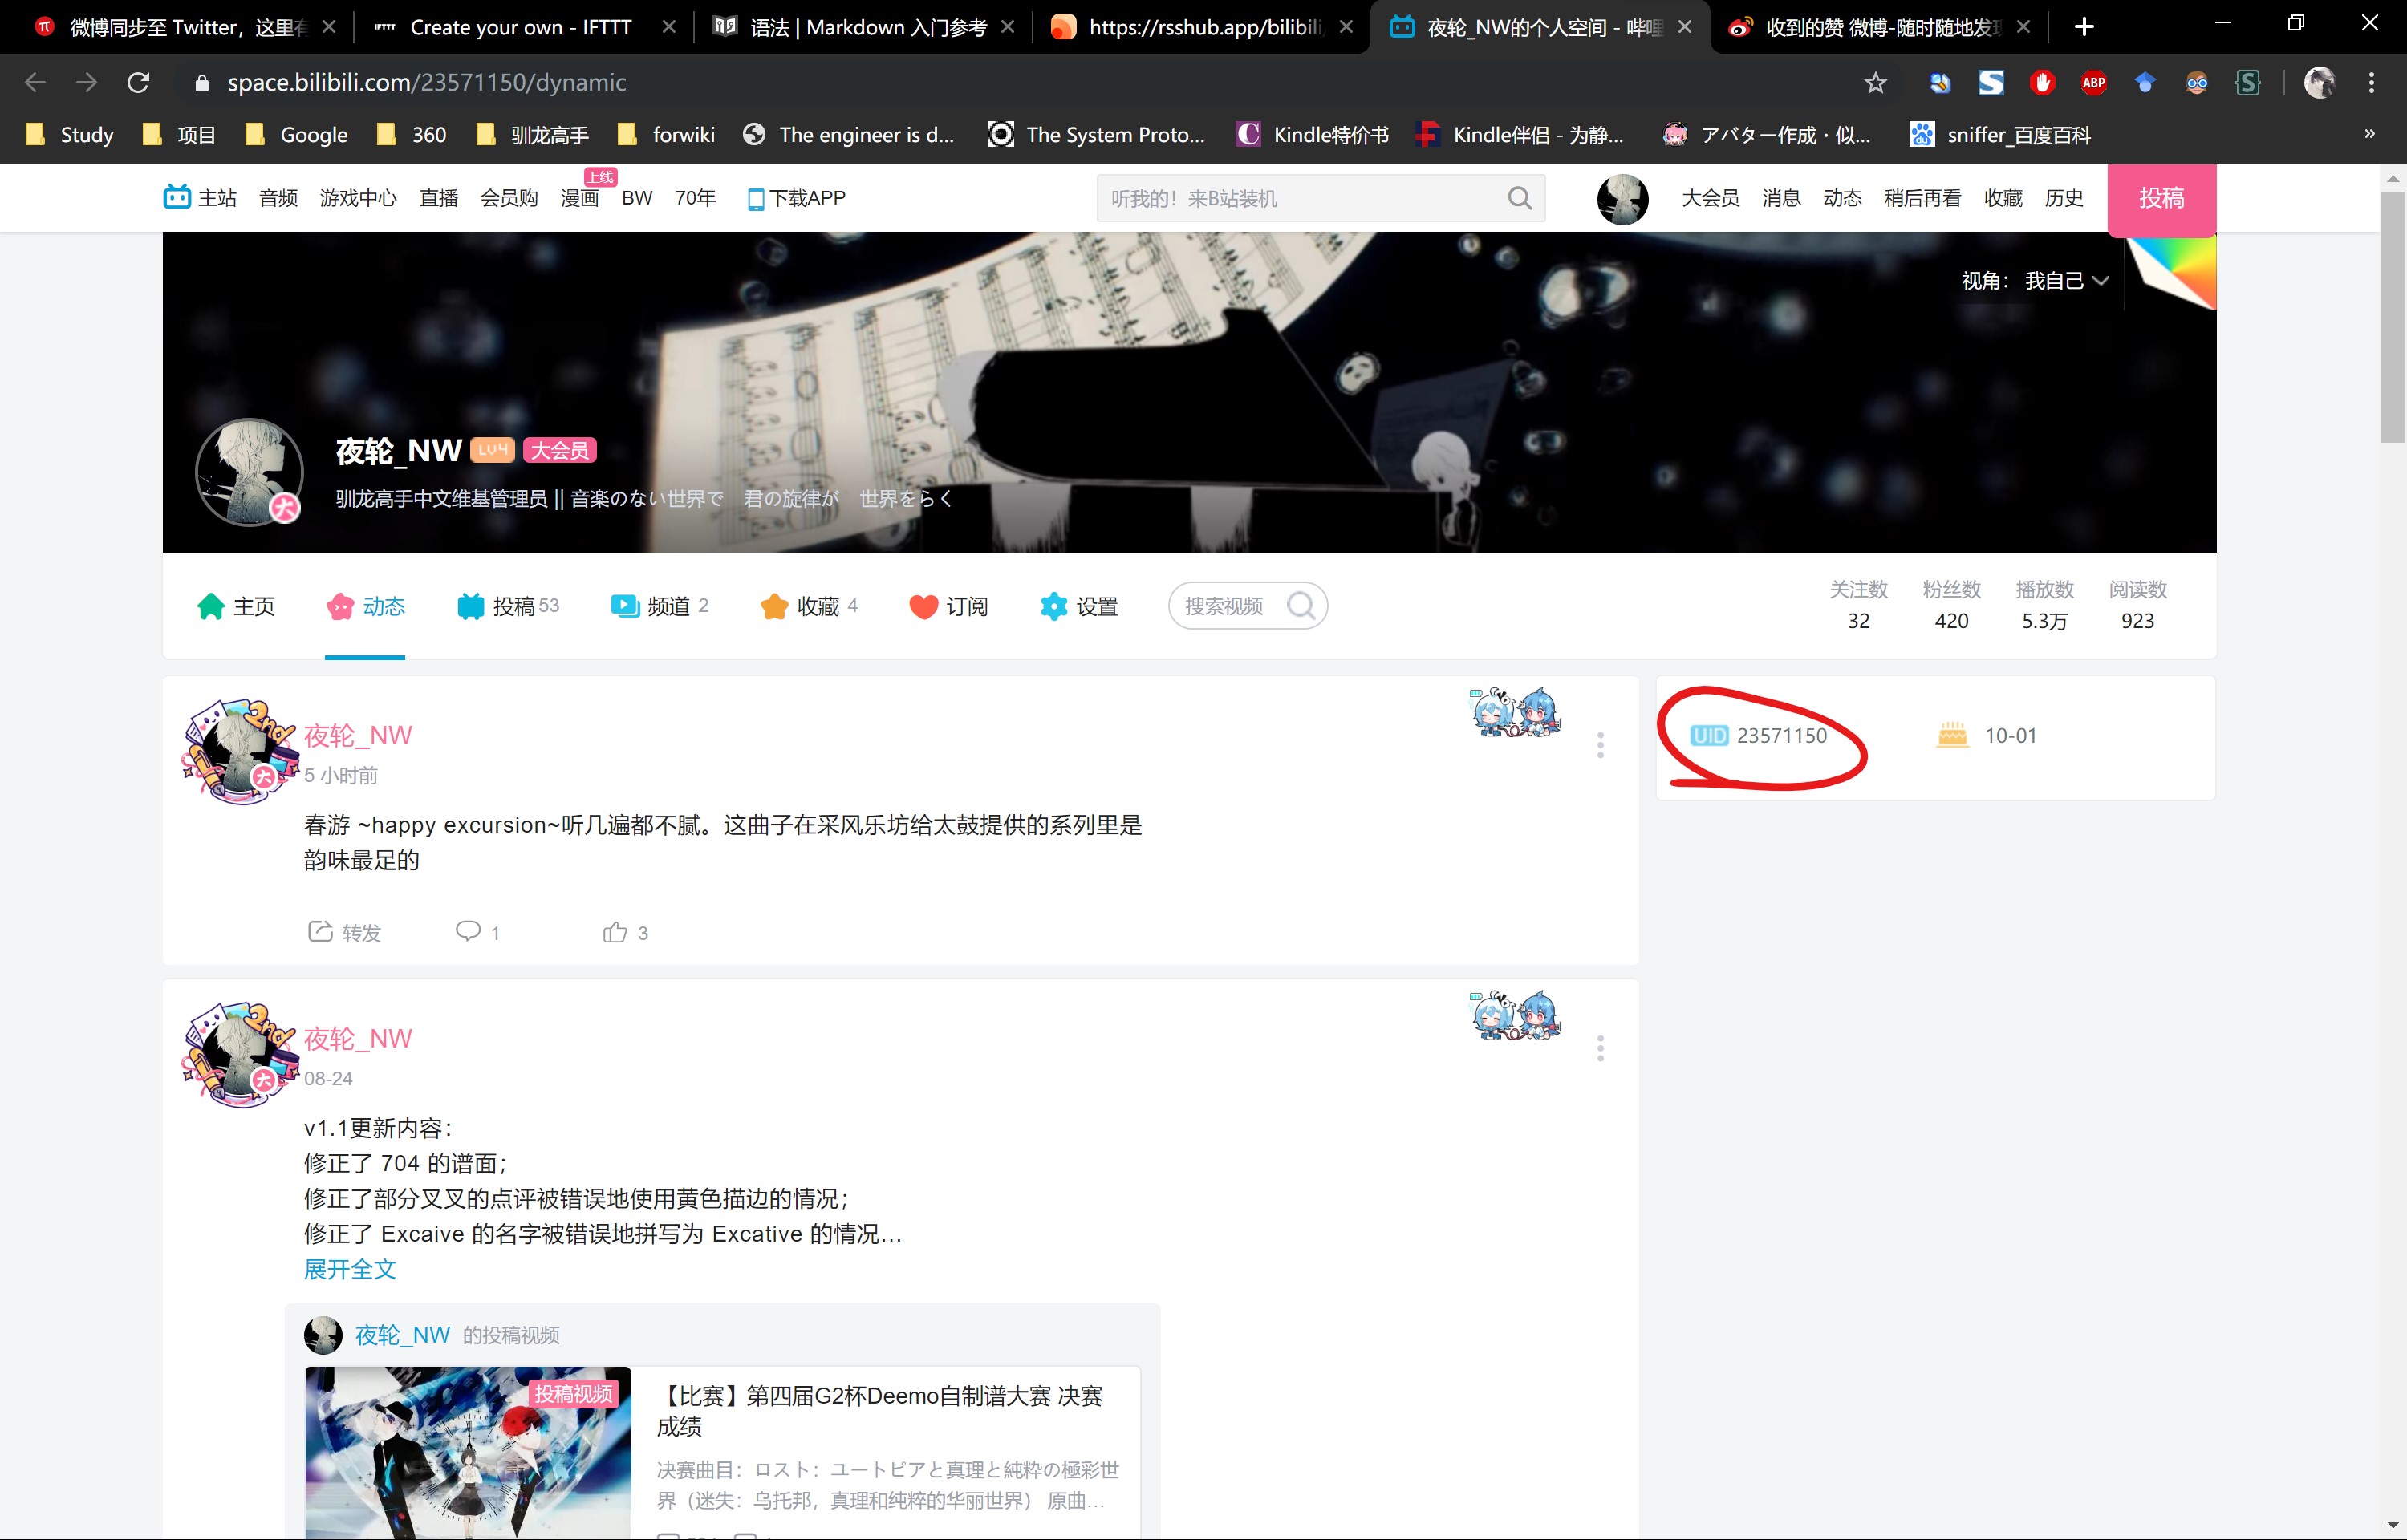 微博同步至 Twitter，这里有
IFTTT Create your own - IFTTT
语法 | Markdown 入门参考
https://rsshub.app/bilibili/
夜轮_NW的个人空间 - 哔哩
收到的赞 微博-随时随地发现
space.bilibili.com/23571150/dynamic
ABP
Study 项目 Google 360 驯龙高手 forwiki The engineer is d... The System Proto... Kindle特价书 Kindle伴侣 - 为静... アバター作成・似... sniffer_百度百科 »
上线
主站 音频 游戏中心 直播 会员购 漫画 BW 70年 下载APP
听我的！来B站装机
大会员 消息 动态 稍后再看 收藏 历史 投稿
视角： 我自己
夜轮_NW LV4 大会员
驯龙高手中文维基管理员 || 音楽のない世界で 君の旋律が 世界をらく
大
主页 动态 投稿 53 频道 2 收藏 4 订阅 设置 搜索视频
关注数 粉丝数 播放数 阅读数
32 420 5.3万 923
夜轮_NW
5 小时前
春游 ~happy excursion~听几遍都不腻。这曲子在采风乐坊给太鼓提供的系列里是
韵味最足的
转发 1 3
UID 23571150 10-01
2nd
大
夜轮_NW
08-24
v1.1更新内容：
修正了 704 的谱面；
修正了部分叉叉的点评被错误地使用黄色描边的情况；
修正了 Excaive 的名字被错误地拼写为 Excative 的情况...
展开全文
2nd
大
夜轮_NW 的投稿视频
投稿视频
【比赛】第四届G2杯Deemo自制谱大赛 决赛
成绩
决赛曲目：ロスト：ユートピアと真理と純粋の極彩世
界（迷失：乌托邦，真理和纯粹的华丽世界） 原曲...